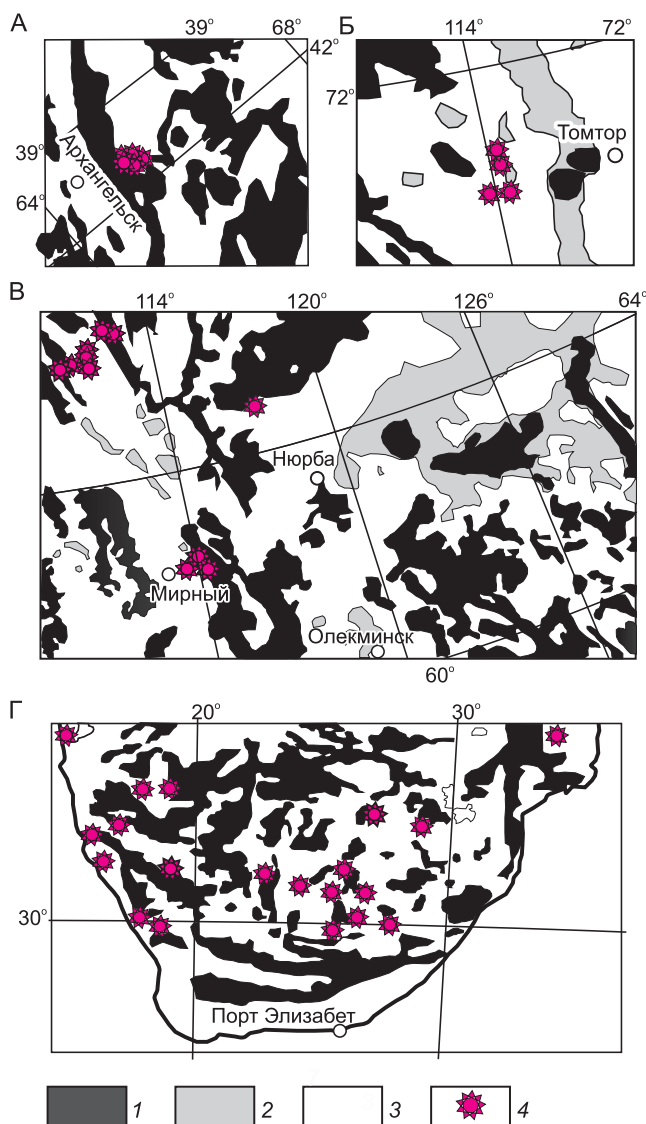 А
39°
68°
42°
39°
64°
Архангельск
Б
114°
72°
72°
Томтор
В
114°
120°
126°
64°
Нюрба
Мирный
Олекминск
60°
Г
20°
30°
30°
Порт Элизабет
1
2
3
4